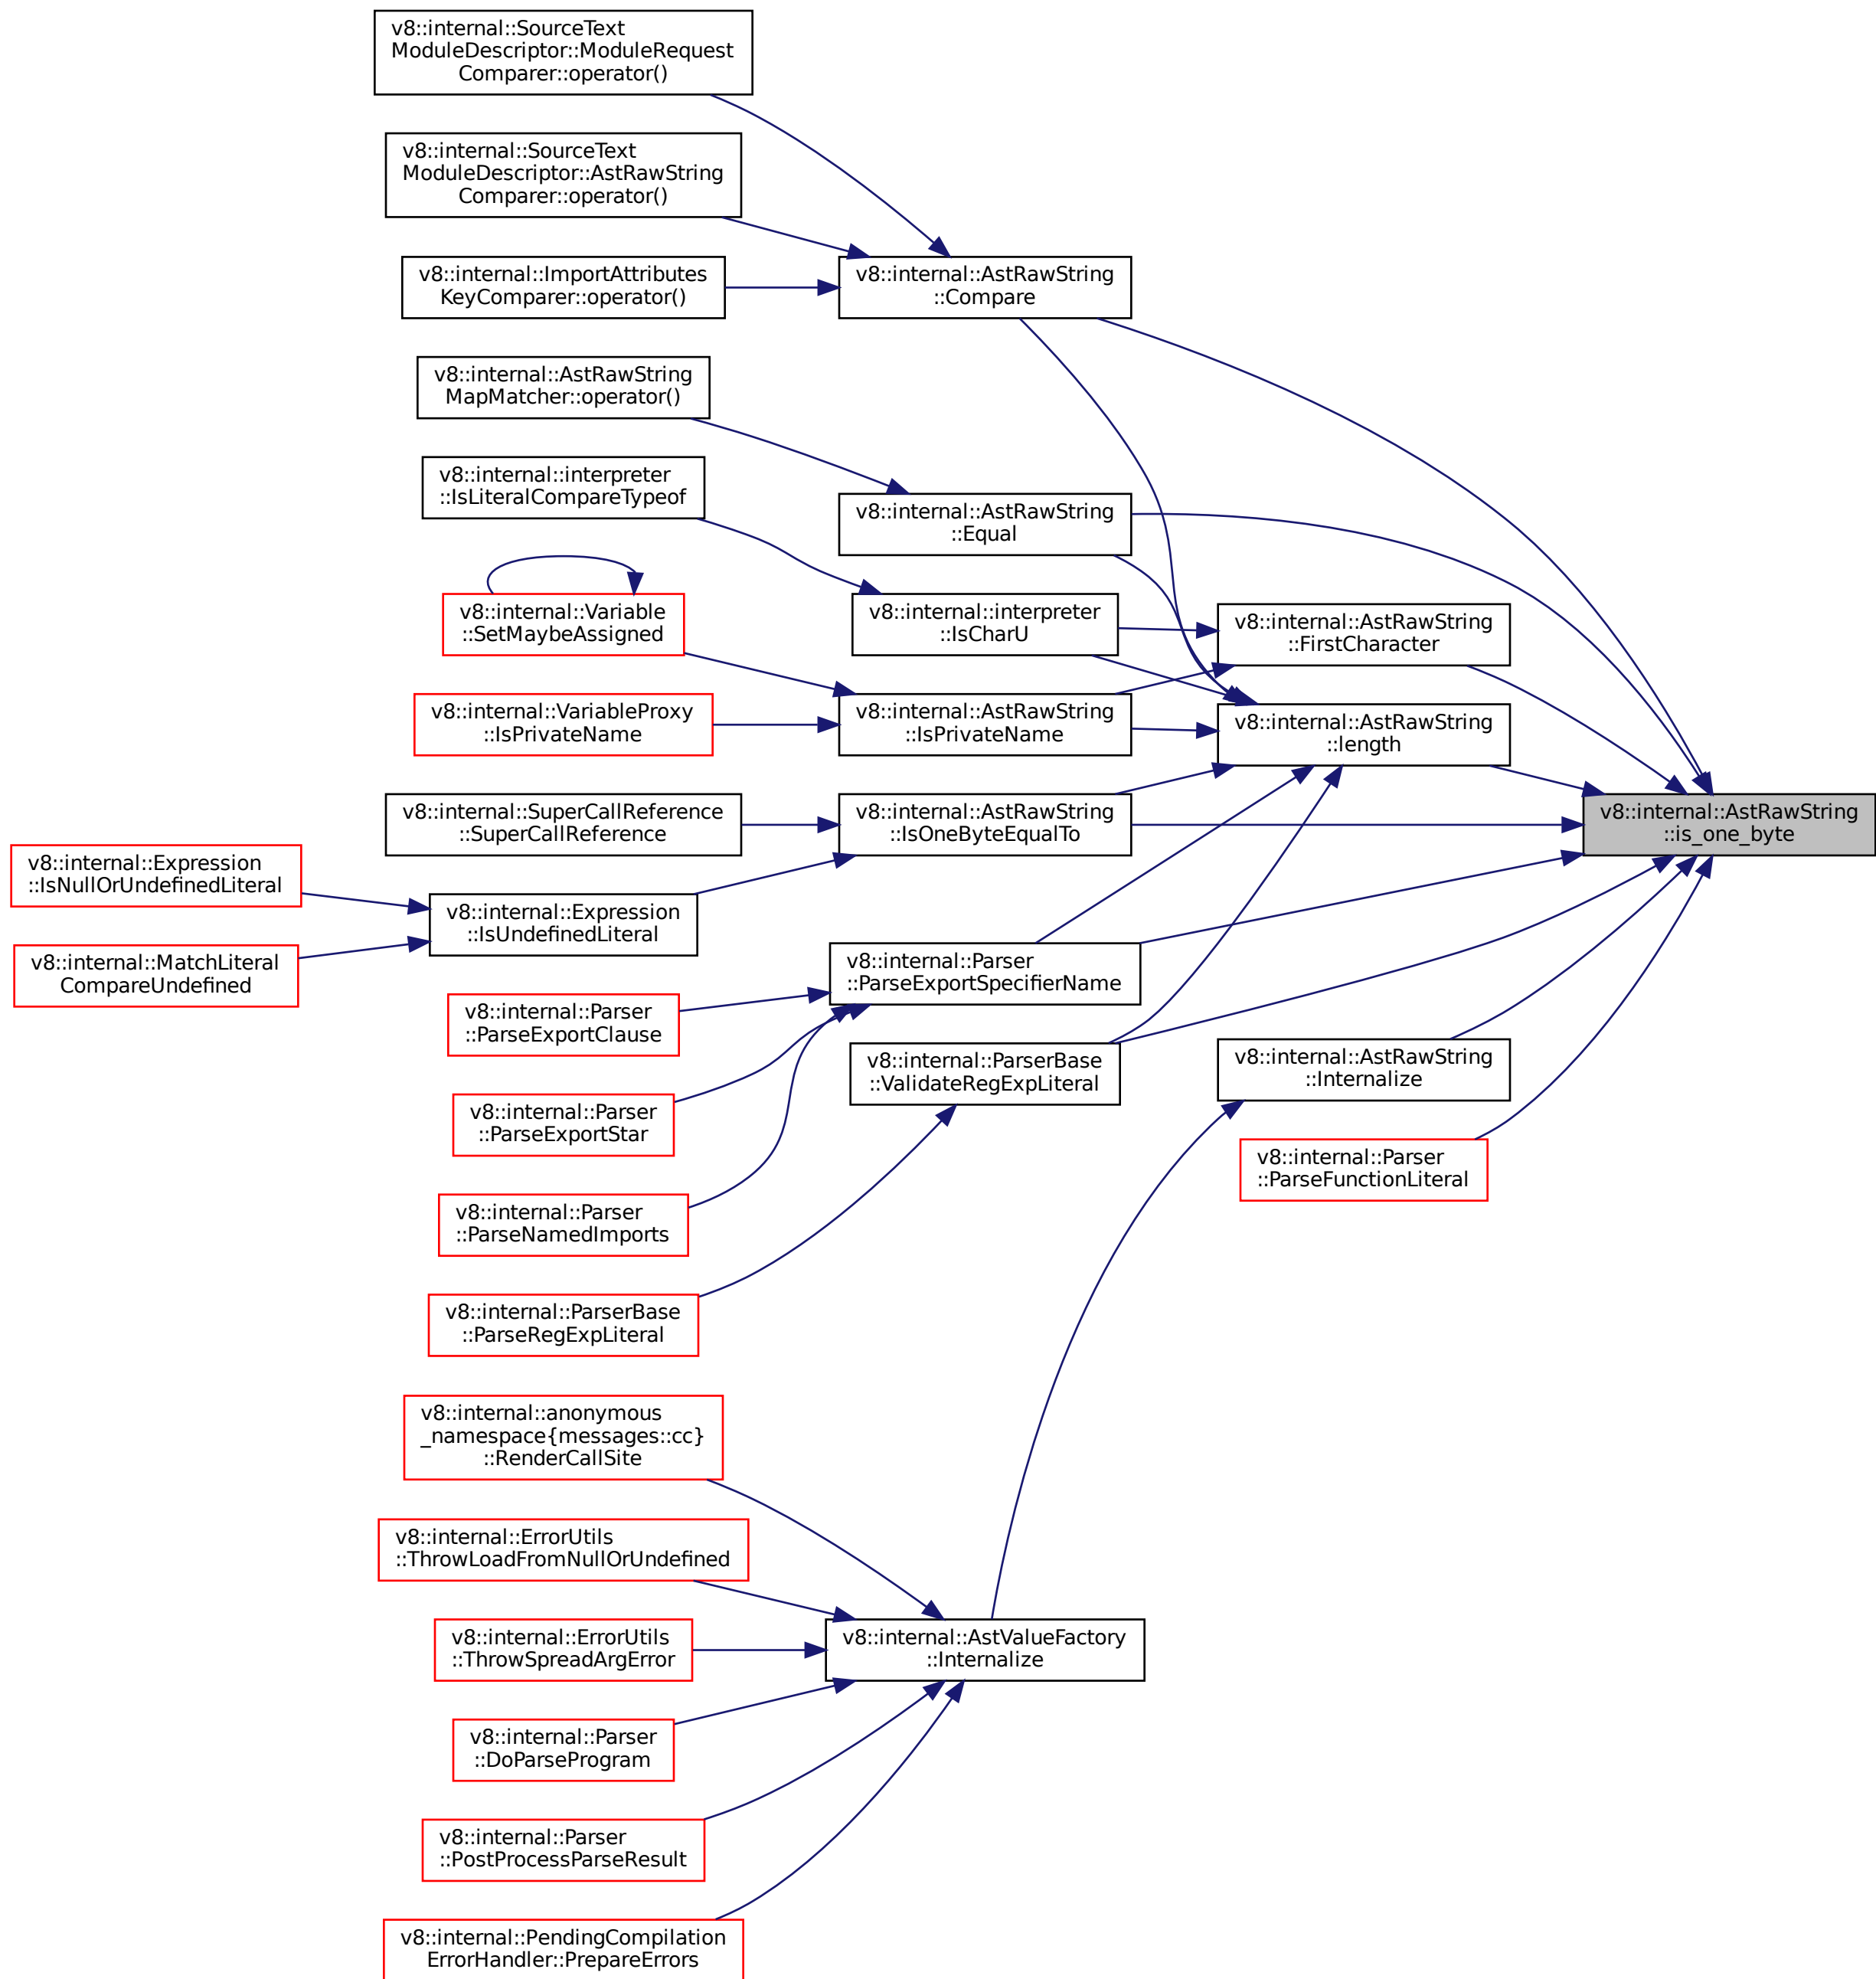 v8::internal::SourceText
ModuleDescriptor::ModuleRequest
Comparer::operator()
v8::internal::SourceText
ModuleDescriptor::AstRawString
Comparer::operator()
v8::internal::ImportAttributes
KeyComparer::operator()
v8::internal::AstRawString
::Compare
v8::internal::AstRawString
MapMatcher::operator()
v8::internal::interpreter
::IsLiteralCompareTypeof
v8::internal::AstRawString
::Equal
v8::internal::Variable
::SetMaybeAssigned
v8::internal::interpreter
::IsCharU
v8::internal::AstRawString
::FirstCharacter
v8::internal::VariableProxy
::IsPrivateName
v8::internal::AstRawString
::IsPrivateName
v8::internal::AstRawString
::length
v8::internal::SuperCallReference
::SuperCallReference
v8::internal::AstRawString
::IsOneByteEqualTo
v8::internal::AstRawString
::is_one_byte
v8::internal::Expression
::IsNullOrUndefinedLiteral
v8::internal::Expression
::IsUndefinedLiteral
v8::internal::MatchLiteral
CompareUndefined
v8::internal::Parser
::ParseExportSpecifierName
v8::internal::Parser
::ParseExportClause
v8::internal::ParserBase
::ValidateRegExpLiteral
v8::internal::AstRawString
::Internalize
v8::internal::Parser
::ParseExportStar
v8::internal::Parser
::ParseFunctionLiteral
v8::internal::Parser
::ParseNamedImports
v8::internal::ParserBase
::ParseRegExpLiteral
v8::internal::anonymous
_namespace{messages::cc}
::RenderCallSite
v8::internal::ErrorUtils
::ThrowLoadFromNullOrUndefined
v8::internal::ErrorUtils
::ThrowSpreadArgError
v8::internal::AstValueFactory
::Internalize
v8::internal::Parser
::DoParseProgram
v8::internal::Parser
::PostProcessParseResult
v8::internal::PendingCompilation
ErrorHandler::PrepareErrors